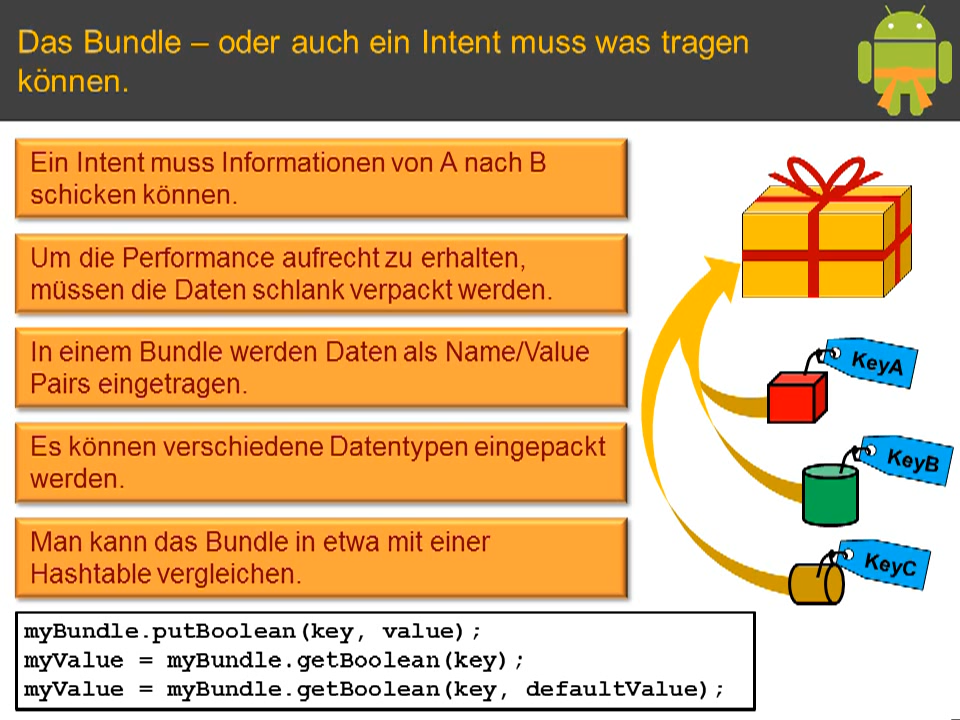 Das Bundle – oder auch ein Intent muss was tragen
können.
Ein Intent muss Informationen von A nach B
schicken können.
Um die Performance aufrecht zu erhalten,
müssen die Daten schlank verpackt werden.
In einem Bundle werden Daten als Name/Value
Pairs eingetragen.
Es können verschiedene Datentypen eingepackt
werden.
Man kann das Bundle in etwa mit einer
Hashtable vergleichen.
KeyA
KeyB
KeyC
myBundle.putBoolean(key, value);
myValue = myBundle.getBoolean(key);
myValue = myBundle.getBoolean(key, defaultValue);